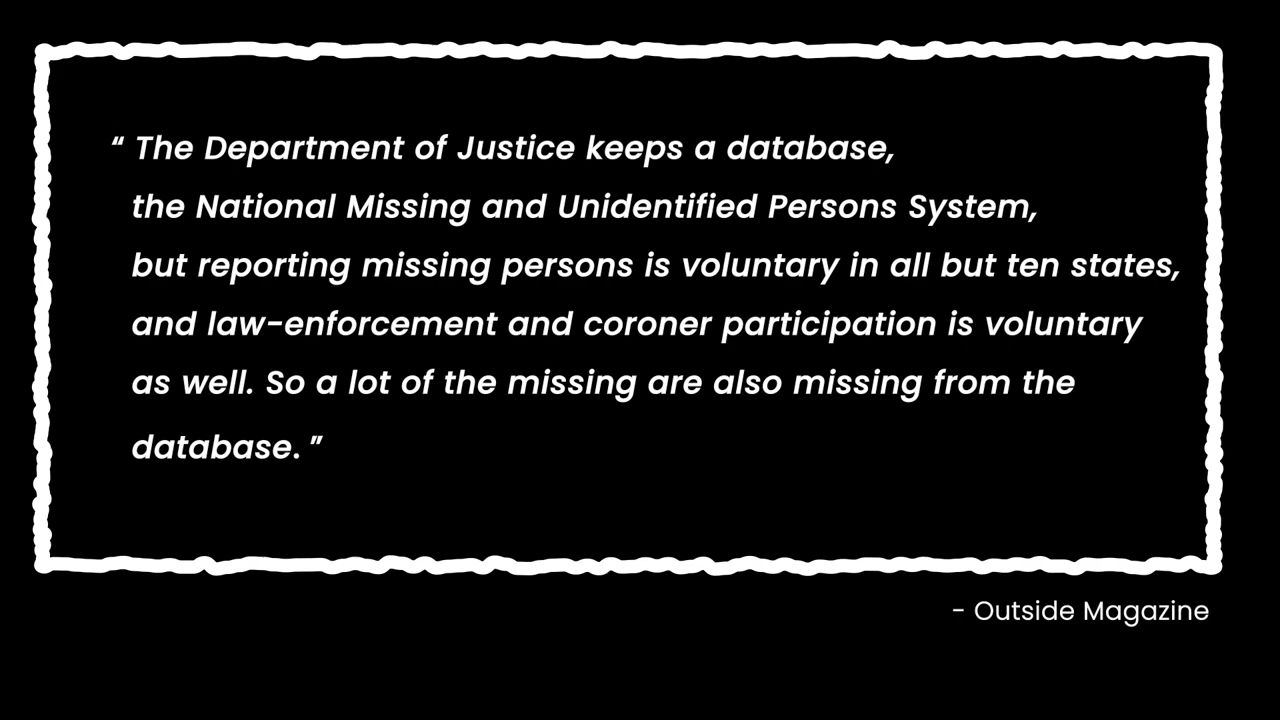 “ The Department of Justice keeps a database,
the National Missing and Unidentified Persons System,
but reporting missing persons is voluntary in all but ten states,
and law-enforcement and coroner participation is voluntary
as well. So a lot of the missing are also missing from the
database. ”
- Outside Magazine